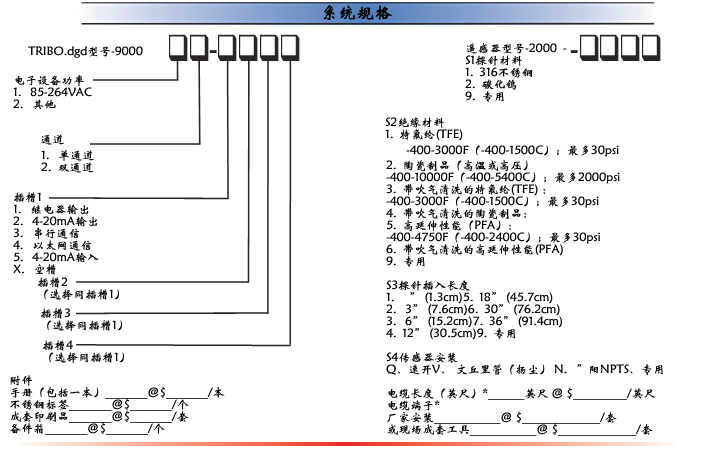 系统规格
TRIBO.dgd型号-9000
电子设备功率
1. 85-264VAC
2. 其他
通道
1. 单通道
2. 双通道
插槽1
1. 继电器输出
2. 4-20mA输出
3. 串行通信
4. 以太网通信
5. 4-20mA输入
X. 空槽
插槽2
(选择同插槽1)
插槽3
(选择同插槽1)
插槽4
(选择同插槽1)
附件
手册（包括一本）______@$______/本
不锈钢标签______@$______/个
成套印刷品______@$______/套
备件箱______@$______/个
遥感器型号-2000 - -
S1探针材料
1. 316不锈钢
2. 碳化钨
9. 专用
S2绝缘材料
1. 特氟纶(TFE)
-400-3000F（-400-1500C）；最多30psi
2. 陶瓷制品（高温或高压）
-400-10000F（-400-5400C）；最多2000psi
3. 带吹气清洗的特氟纶(TFE)：
-400-3000F（-400-1500C）；最多30psi
4. 带吹气清洗的陶瓷制品：
5. 高延伸性能（PFA）：
-400-4750F（-400-2400C）；最多30psi
6. 带吹气清洗的高延伸性能(PFA)
9. 专用
S3探针插入长度
1. ” (1.3cm)5. 18” (45.7cm)
2. 3” (7.6cm)6. 30” (76.2cm)
3. 6” (15.2cm)7. 36” (91.4cm)
4. 12” (30.5cm)9. 专用
S4传感器安装
Q、速开V、文丘里管（扬尘）N. ”阳NPTS、专用
电缆长度（英尺）*______英尺@$______/英尺
电缆端子*
厂家安装______@$______/套
或现场成套工具______@$______/套